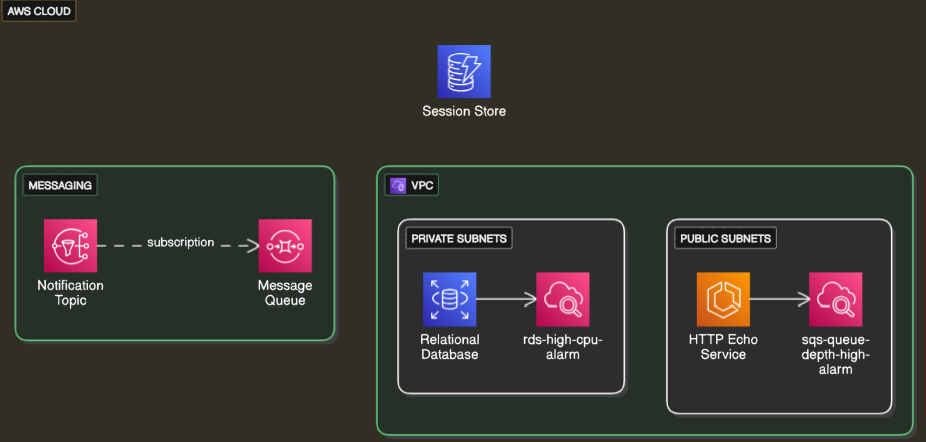 AWS CLOUD
Session Store
MESSAGING
subscription
Notification
Topic
Message
Queue
VPC
PRIVATE SUBNETS
Relational
Database
rds-high-cpu-
alarm
PUBLIC SUBNETS
HTTP Echo
Service
sqs-queue-
depth-high-
alarm